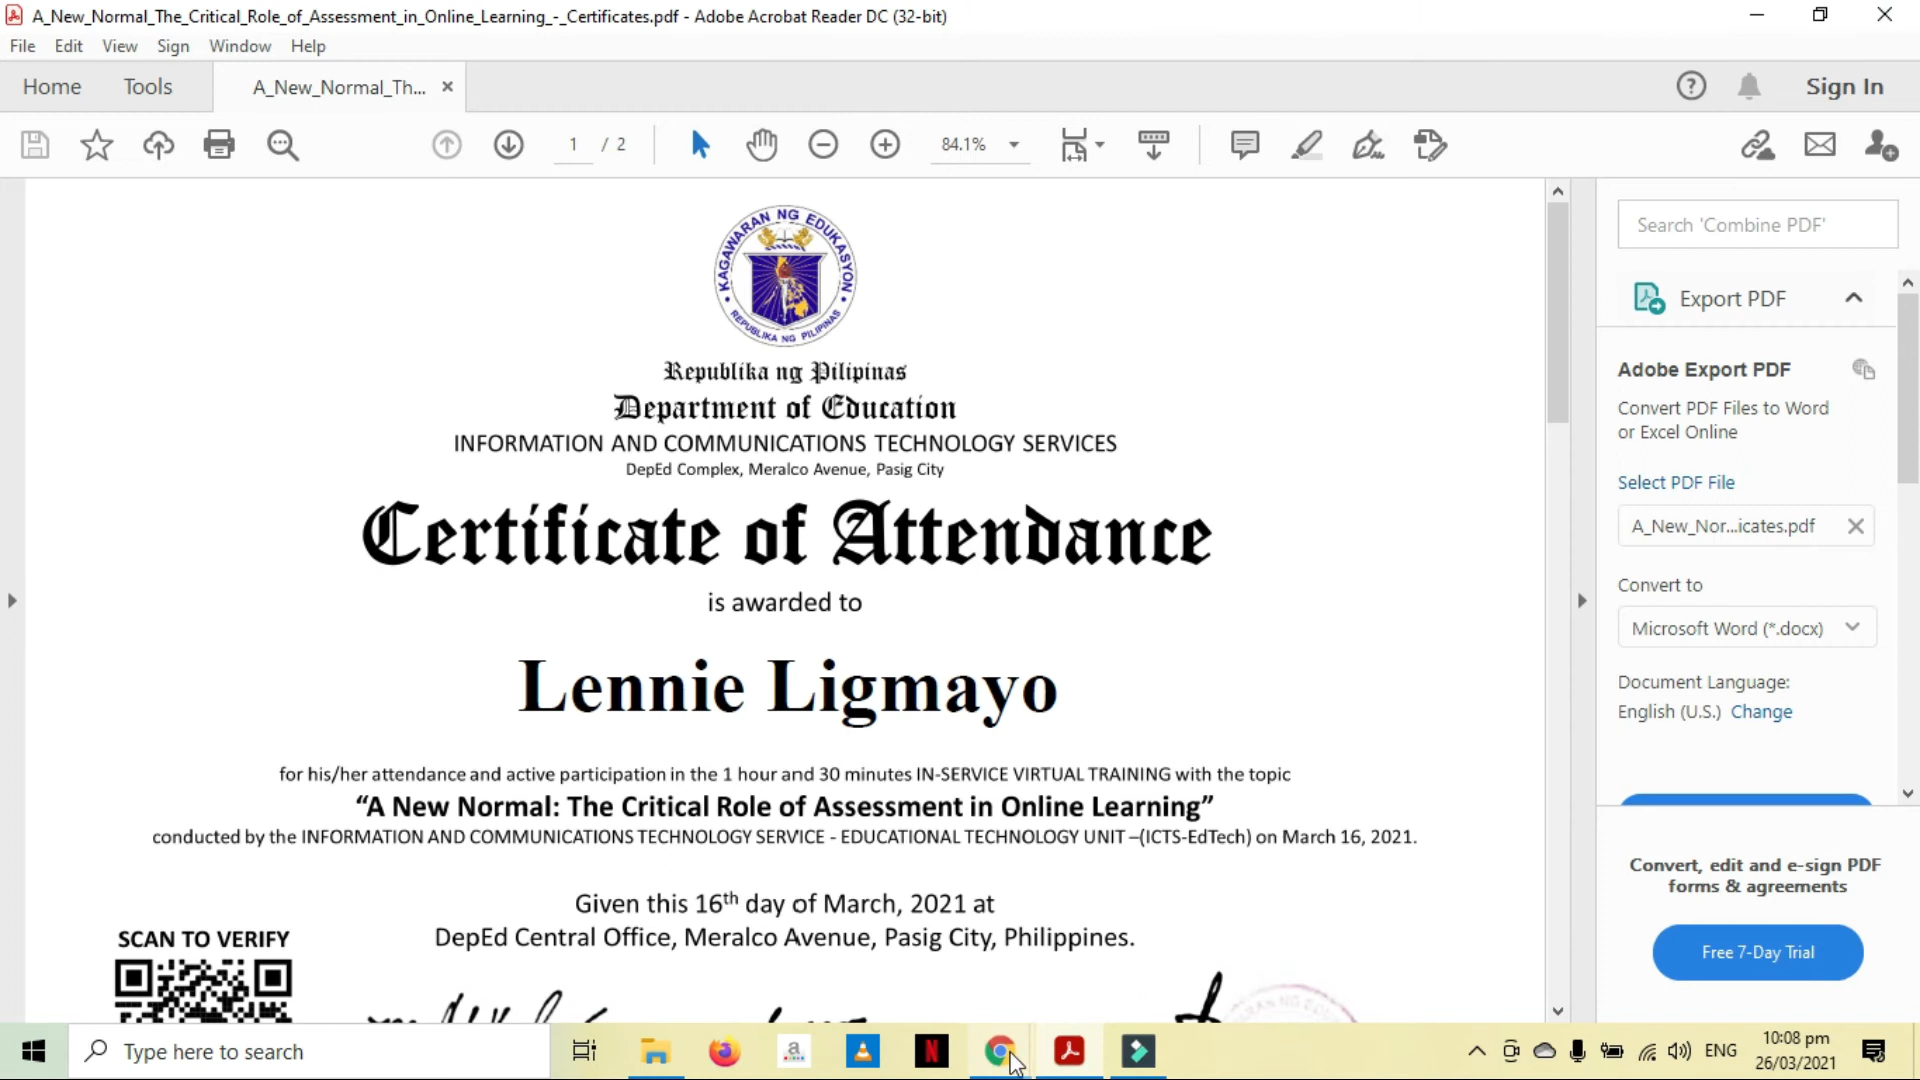 A_New_Normal_The_Critical_Role_of_Assessment_in_Online_Learning_-_Certificates.pdf - Adobe Acrobat Reader DC (32-bit)
File Edit View Sign Window Help
Home Tools A_New_Normal_Th... Sign In
1 / 2 84.1%
KAGAWARAN NG EDUKASYON
REPUBLIKA NG PILIPINAS
Republika ng Pilipinas
Department of Education
INFORMATION AND COMMUNICATIONS TECHNOLOGY SERVICES
DepEd Complex, Meralco Avenue, Pasig City
Certificate of Attendance
is awarded to
Lennie Ligmayo
for his/her attendance and active participation in the 1 hour and 30 minutes IN-SERVICE VIRTUAL TRAINING with the topic
“A New Normal: The Critical Role of Assessment in Online Learning”
conducted by the INFORMATION AND COMMUNICATIONS TECHNOLOGY SERVICE - EDUCATIONAL TECHNOLOGY UNIT –(ICTS-EdTech) on March 16, 2021.
Given this 16th day of March, 2021 at
DepEd Central Office, Meralco Avenue, Pasig City, Philippines.
SCAN TO VERIFY
Search 'Combine PDF'
Export PDF
Adobe Export PDF
Convert PDF Files to Word
or Excel Online
Select PDF File
A_New_Nor...icates.pdf
Convert to
Microsoft Word (*.docx)
Document Language:
English (U.S.) Change
Convert, edit and e-sign PDF
forms & agreements
Free 7-Day Trial
Type here to search
ENG
10:08 pm
26/03/2021